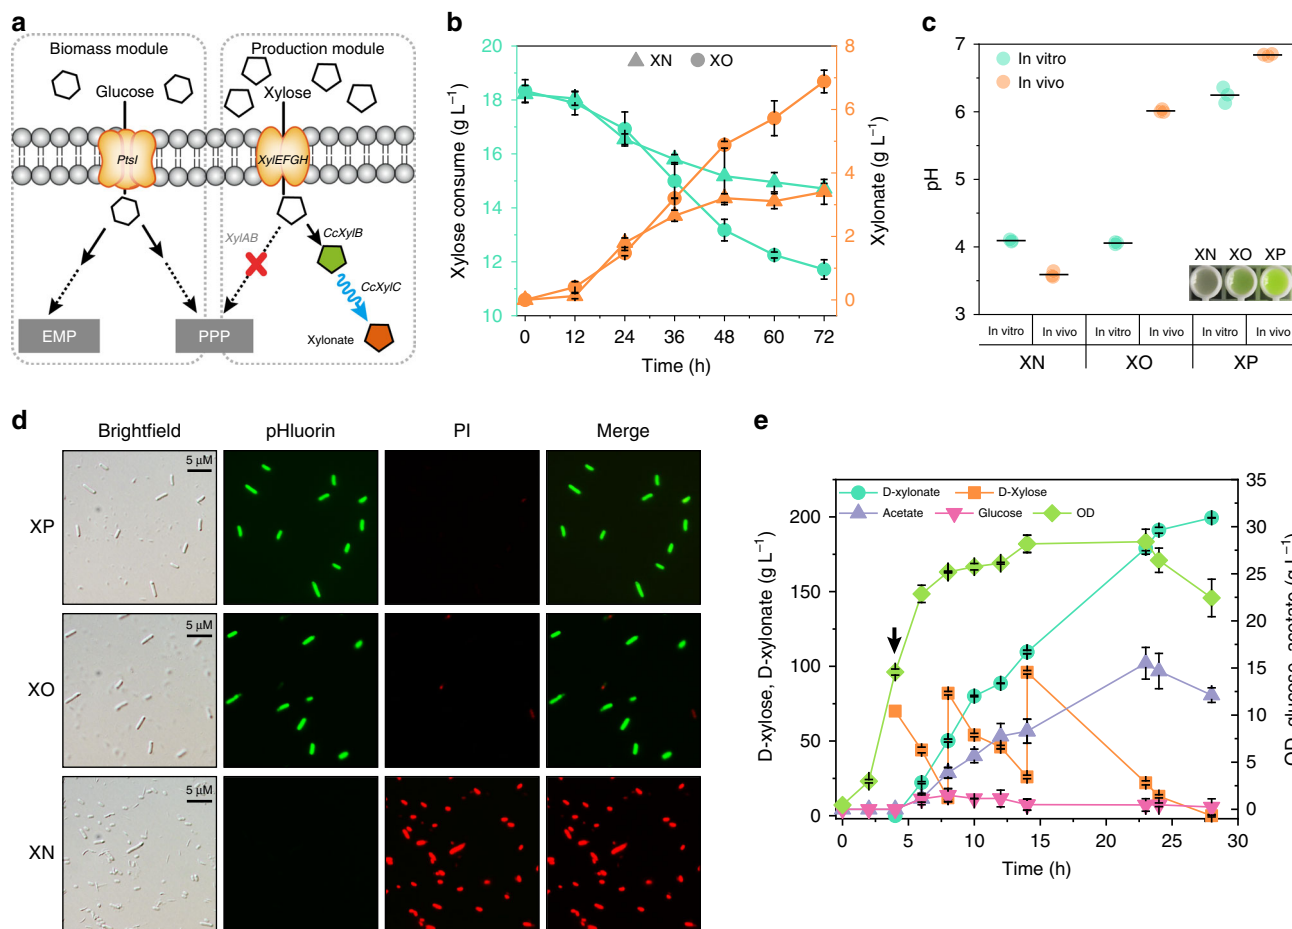 a
Biomass module
Production module
Glucose
Xylose
PtsI
XylEFGH
XylAB
CcXylB
CcXylC
EMP
PPP
Xylonate
b
XN XO
Xylose consume (g L⁻¹)
20
18
16
14
12
10
Xylonate (g L⁻¹)
8
6
4
2
0
0 12 24 36 48 60 72
Time (h)
c
In vitro
In vivo
pH
7
6
5
4
3
XN XO XP
In vitro In vivo In vitro In vivo In vitro In vivo
XN XO XP
d
Brightfield pHluorin PI Merge
XP
5 μM
XO
5 μM
XN
5 μM
e
D-xylonate D-Xylose
Acetate Glucose OD
D-xylose, D-xylonate (g L⁻¹)
200
150
100
50
0
OD, glucose, acetate (g L⁻¹)
35
30
25
20
15
10
5
0
0 5 10 15 20 25 30
Time (h)